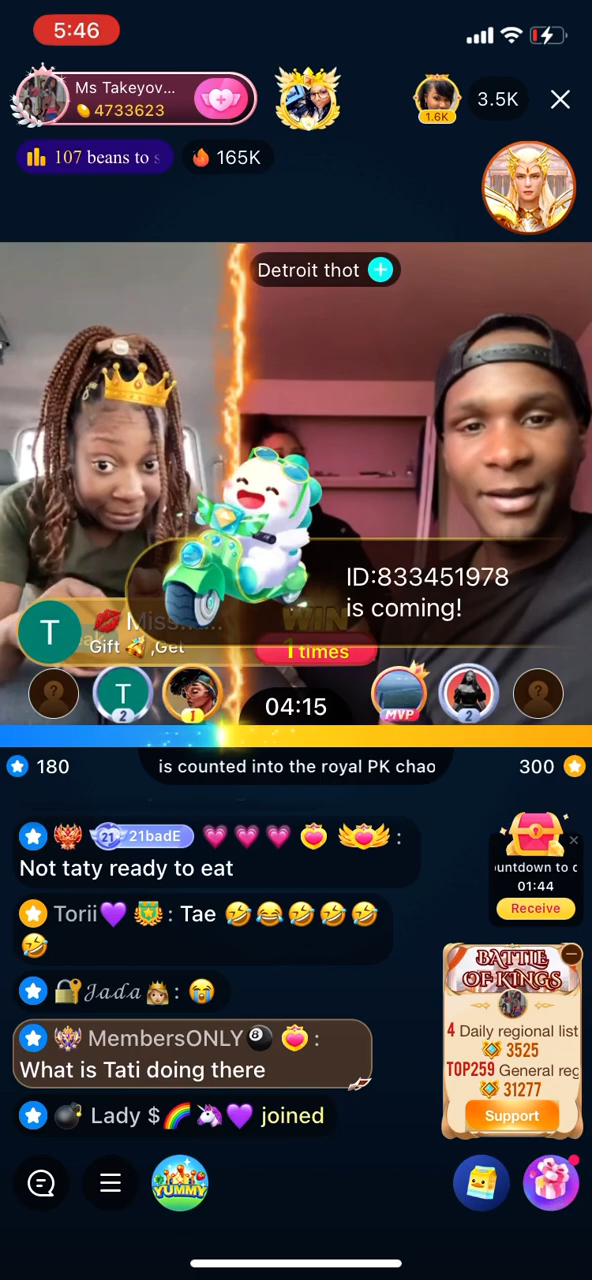 5:46
Ms Takeyov...
4733623
1.6K
3.5K
107 beans to s
165K
Detroit thot
ID:833451978
is coming!
T
Gift ,Get
WIN
1 times
T
2
1
04:15
MVP
2
180
is counted into the royal PK chao
300
21 21badE :
Not taty ready to eat
untdown to
01:44
Receive
Torii💜 : Tae 🤣😂🤣🤣🤣
🤣
🔐𝒥𝒶𝒹𝒶👸🏼 : 😭
MembersONLY🎱 :
What is Tati doing there
💣 Lady $🌈🦄💜 joined
BATTLE
OF KINGS
4 Daily regional list
3525
TOP259 General reg
31277
Support
YUMMY